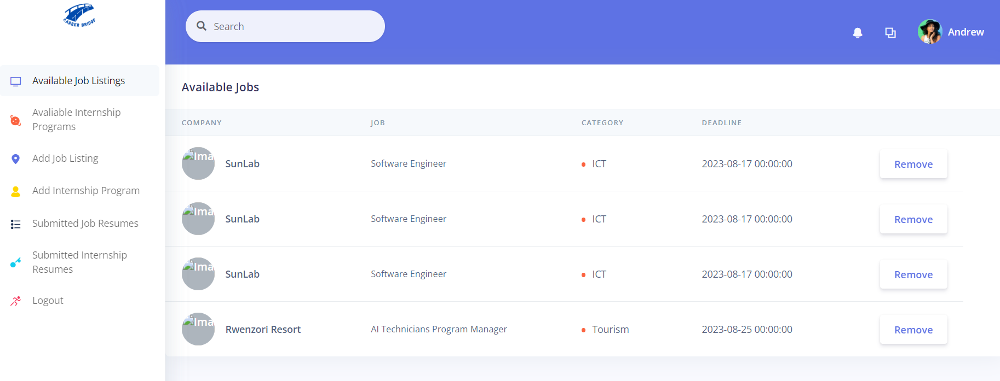 CAREER BRIDGE
Search
Andrew
Available Job Listings
Avaliable Internship
Programs
Add Job Listing
Add Internship Program
Submitted Job Resumes
Submitted Internship
Resumes
Logout
Available Jobs
COMPANY JOB CATEGORY DEADLINE
Ima SunLab Software Engineer ICT 2023-08-17 00:00:00 Remove
Ima SunLab Software Engineer ICT 2023-08-17 00:00:00 Remove
Ima SunLab Software Engineer ICT 2023-08-17 00:00:00 Remove
Ima Rwenzori Resort AI Technicians Program Manager Tourism 2023-08-25 00:00:00 Remove